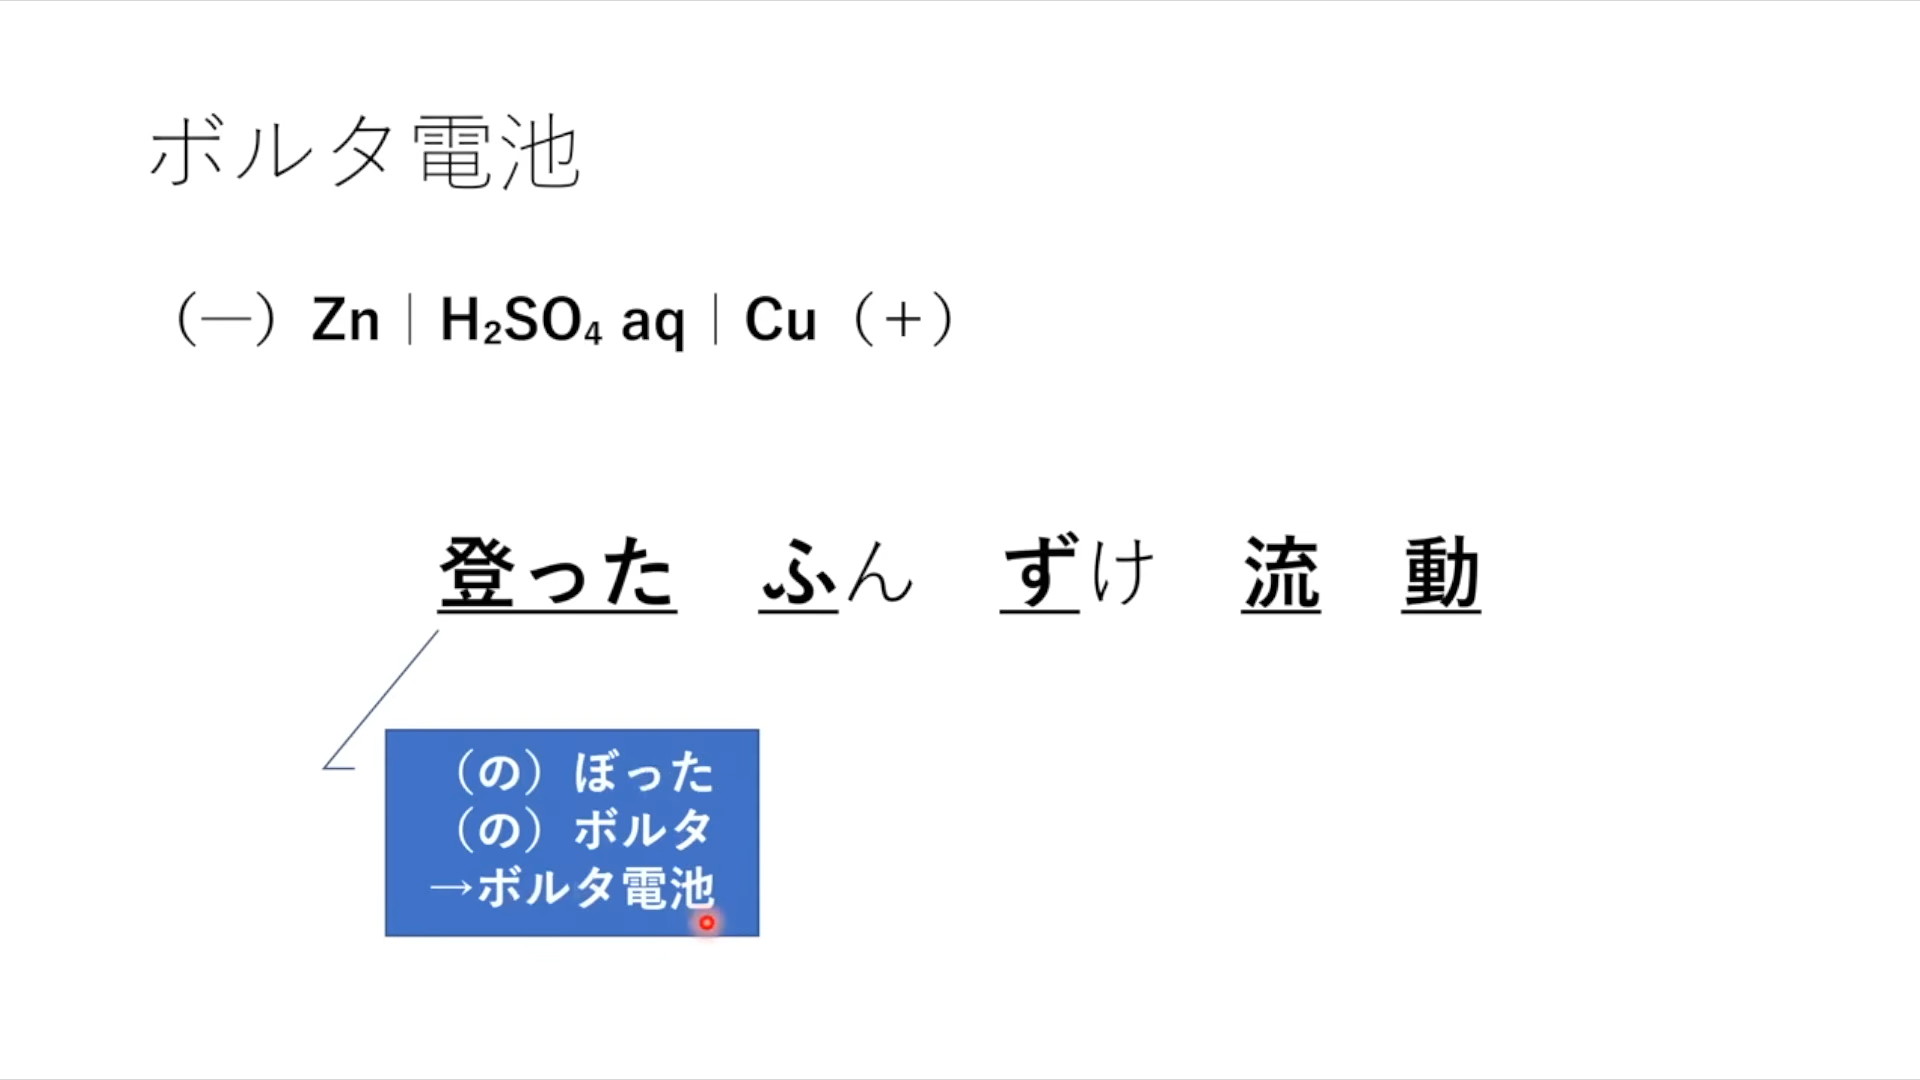 ボルタ電池
（―）Zn｜H₂SO₄ aq｜Cu（＋）
登った ふん ずけ 流 動
（の）ぼった
（の）ボルタ
→ボルタ電池